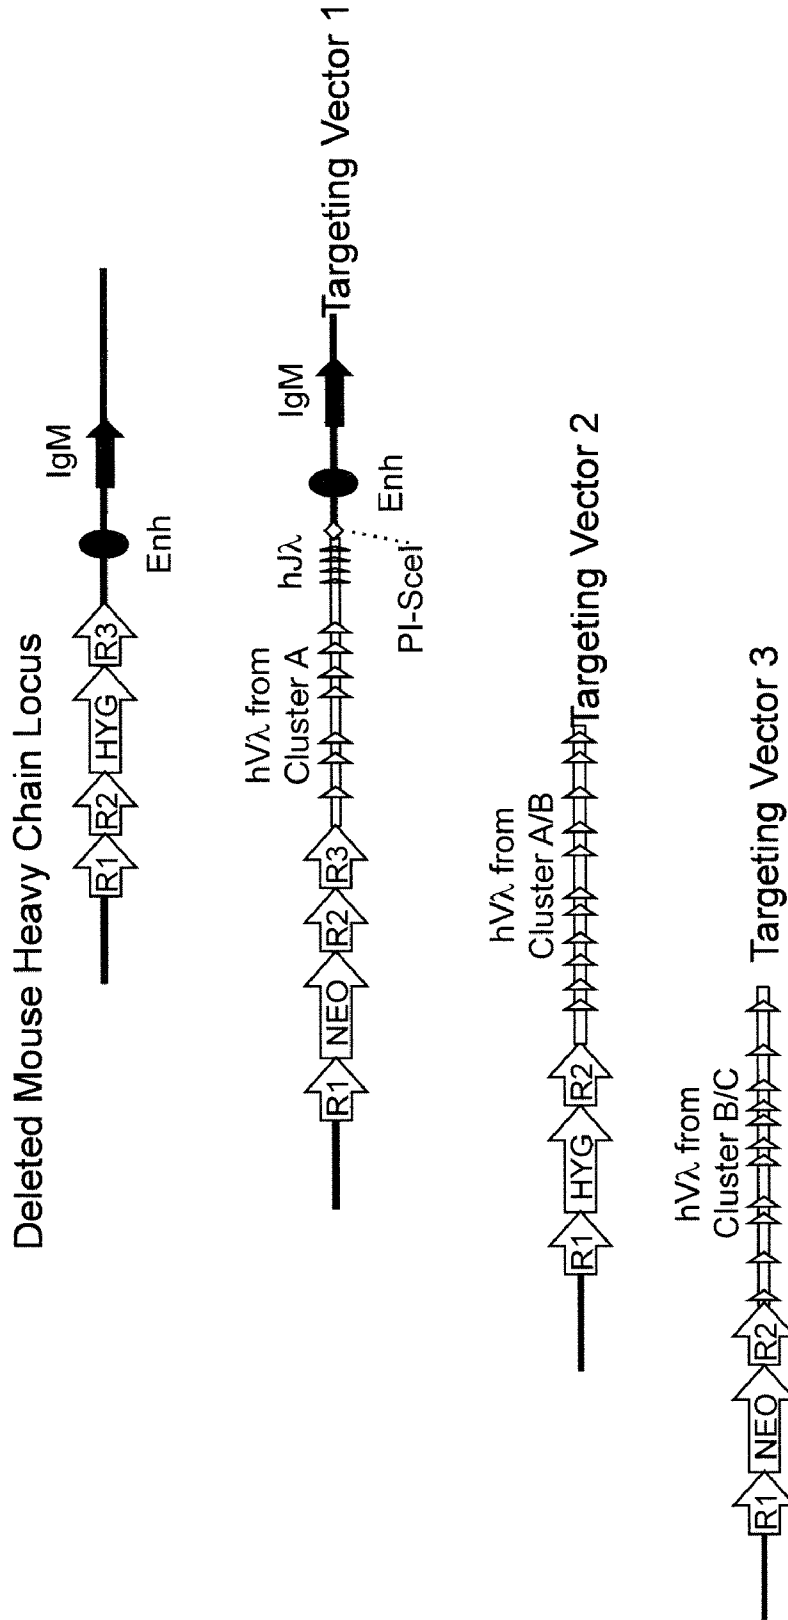 Deleted Mouse Heavy Chain Locus
R1 R2 HYG R3 IgM
Enh
hVλ from
Cluster A
hJλ
IgM
R1 NEO R2 R3
PI-SceI
Enh
Targeting Vector 1
hVλ from
Cluster A/B
R1 HYG R2
Targeting Vector 2
hVλ from
Cluster B/C
R1 NEO R2
Targeting Vector 3